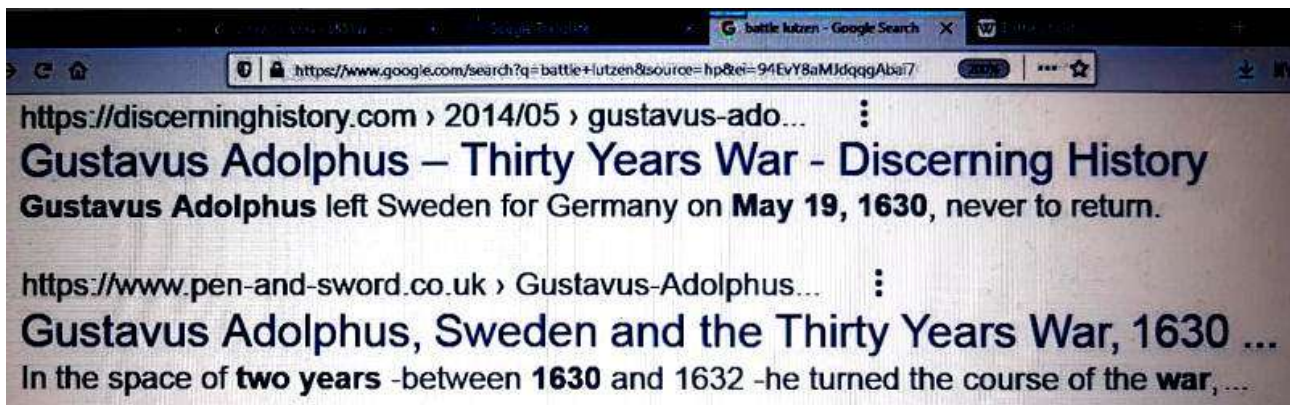 battle lutzen - Google Search
https://www.google.com/search?q=battle+lutzen&source=hp&ei=94EvY8aMJdqqgAbai7
200%
https://discerninghistory.com › 2014/05 › gustavus-ado...
Gustavus Adolphus – Thirty Years War - Discerning History
Gustavus Adolphus left Sweden for Germany on May 19, 1630, never to return.
https://www.pen-and-sword.co.uk › Gustavus-Adolphus...
Gustavus Adolphus, Sweden and the Thirty Years War, 1630 ...
In the space of two years -between 1630 and 1632 -he turned the course of the war, ...